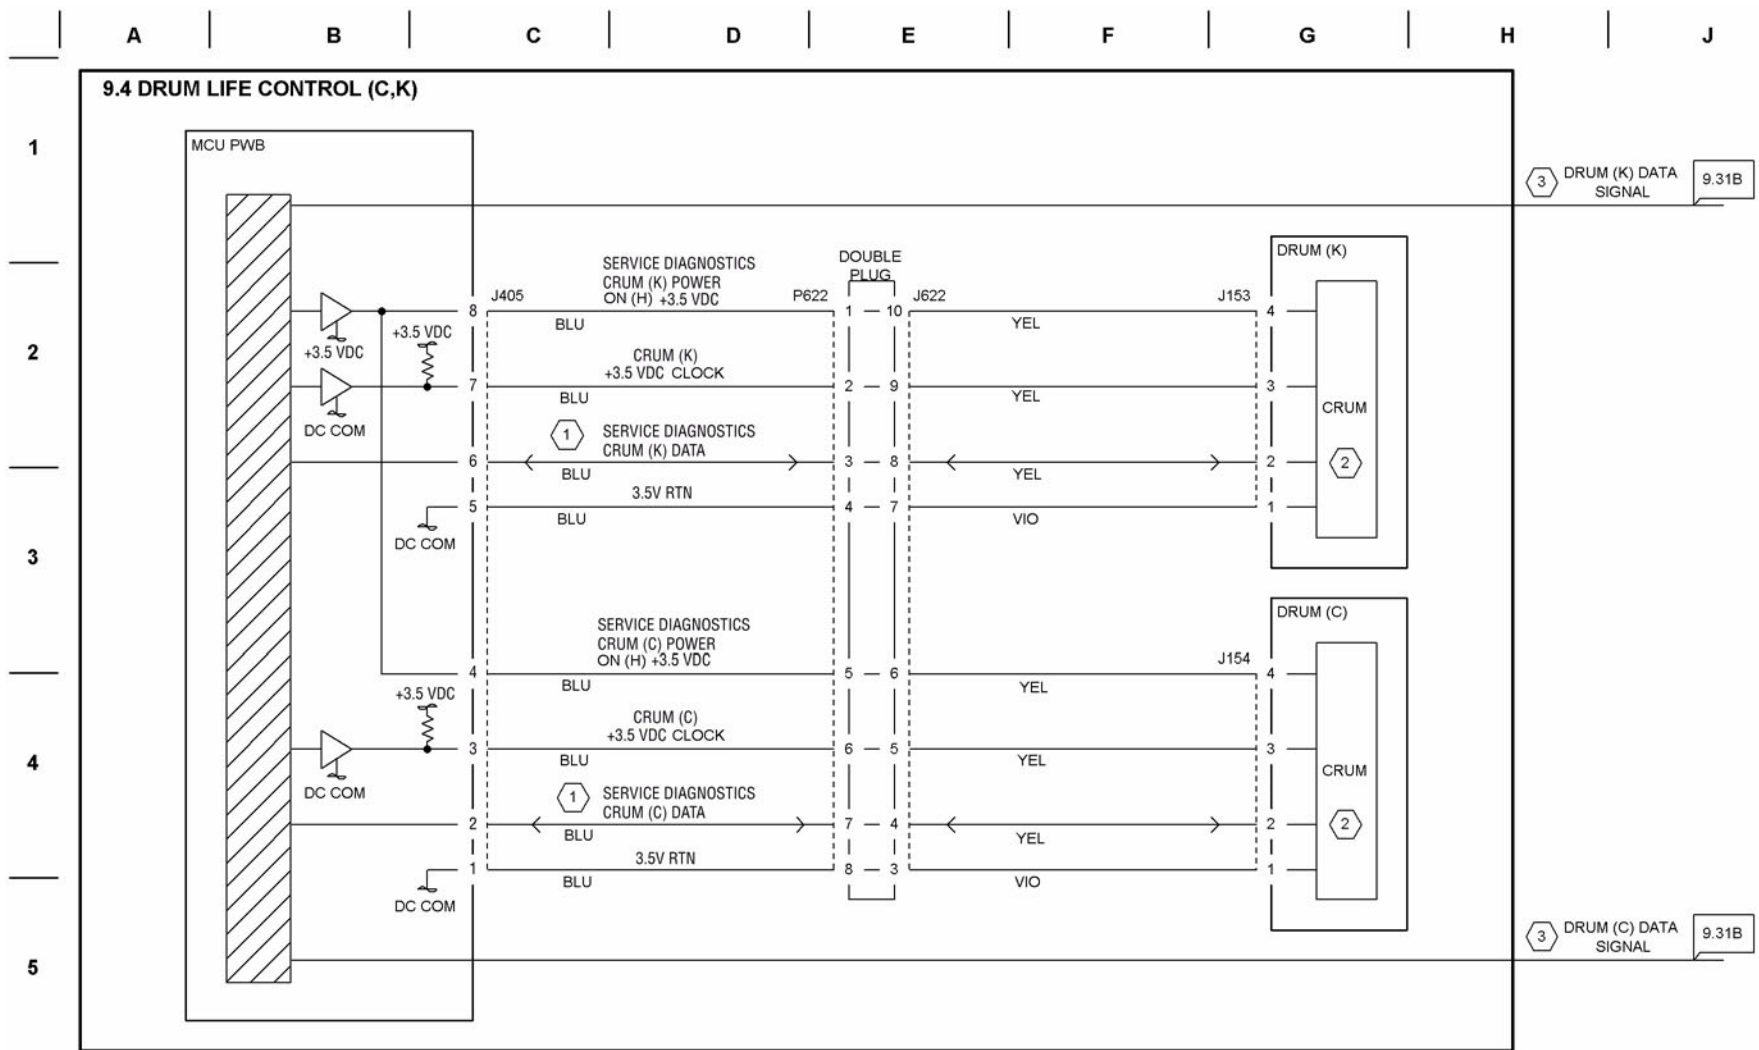 A B C D E F G H J
9.4 DRUM LIFE CONTROL (C,K)
1
MCU PWB
3 DRUM (K) DATA
SIGNAL
9.31B
DRUM (K)
SERVICE DIAGNOSTICS
CRUM (K) POWER
ON (H) +3.5 VDC
DOUBLE
PLUG
J405
P622
J622
J153
8
1 10
4
BLU
YEL
+3.5 VDC
+3.5 VDC
2
CRUM (K)
+3.5 VDC CLOCK
7
2 9
3
BLU
YEL
DC COM
CRUM
1 SERVICE DIAGNOSTICS
CRUM (K) DATA
6
3 8
2
2
BLU
YEL
3.5V RTN
5
4 7
1
BLU
VIO
DC COM
3
DRUM (C)
SERVICE DIAGNOSTICS
CRUM (C) POWER
ON (H) +3.5 VDC
J154
4
5 6
4
BLU
YEL
+3.5 VDC
CRUM (C)
+3.5 VDC CLOCK
3
6 5
3
BLU
YEL
4
CRUM
DC COM
1 SERVICE DIAGNOSTICS
CRUM (C) DATA
2
7 4
2
2
BLU
YEL
3.5V RTN
1
8 3
1
BLU
VIO
DC COM
3 DRUM (C) DATA
SIGNAL
9.31B
5